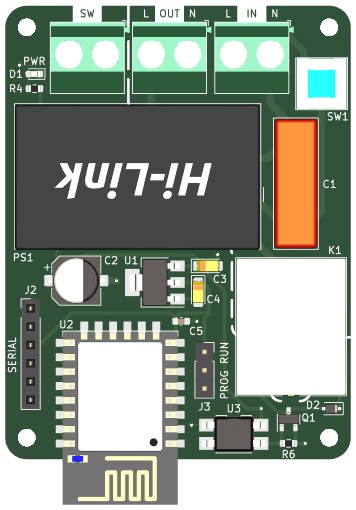 SW
L OUT N
L IN N
PWR
D1
R4
SW1
Hi-Link
C1
PS1
K1
+
C2
U1
C3
C4
J2
U2
C5
SERIAL
PROG RUN
J3
U3
D2
Q1
R6